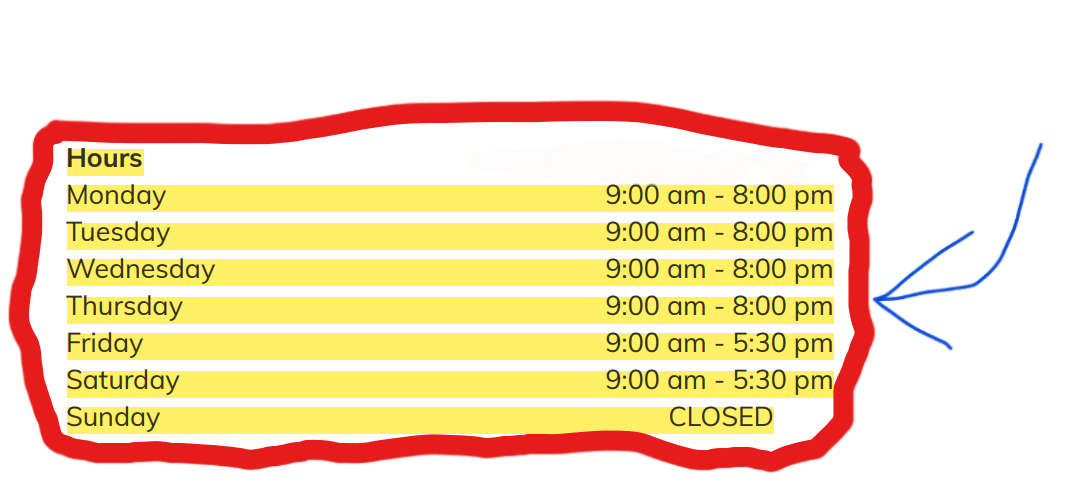 Hours
Monday 9:00 am - 8:00 pm
Tuesday 9:00 am - 8:00 pm
Wednesday 9:00 am - 8:00 pm
Thursday 9:00 am - 8:00 pm
Friday 9:00 am - 5:30 pm
Saturday 9:00 am - 5:30 pm
Sunday CLOSED